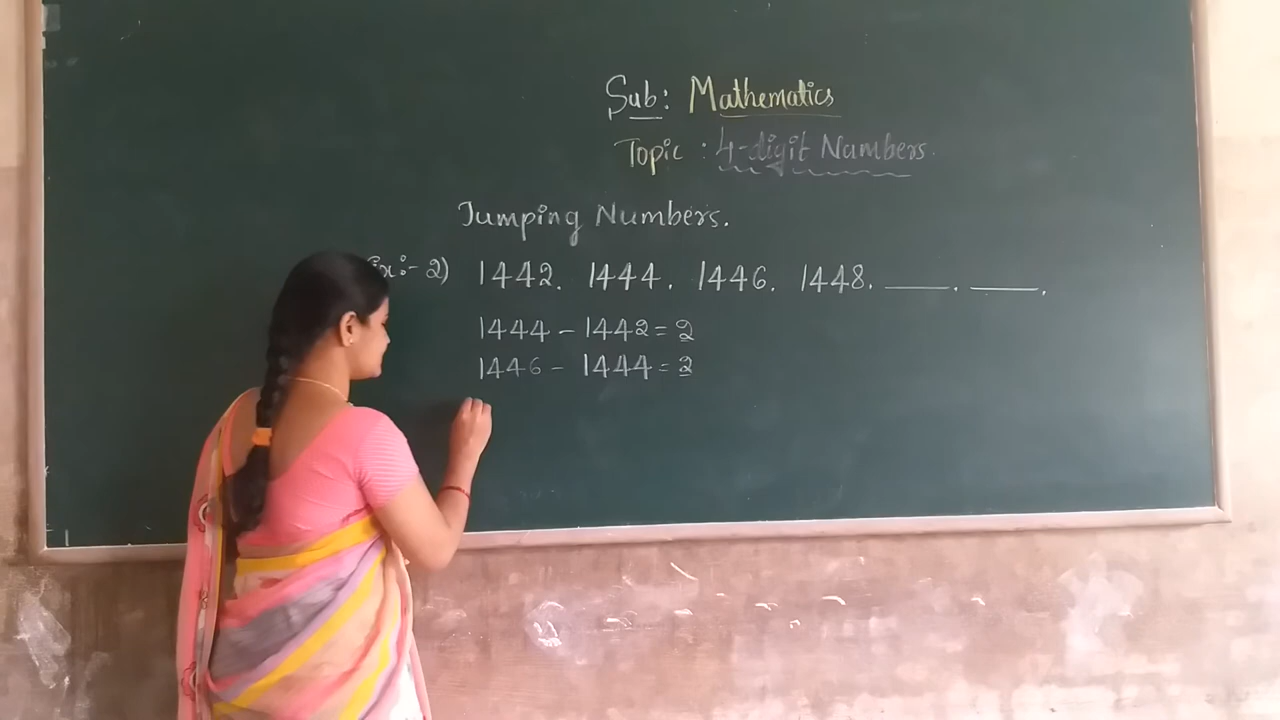 Sub: Mathematics
Topic : 4-digit Numbers.
Jumping Numbers.
Ex:- 2) 1442. 1444. 1446. 1448. ____. ____.
1444 - 1442 = 2
1446 - 1444 = 2